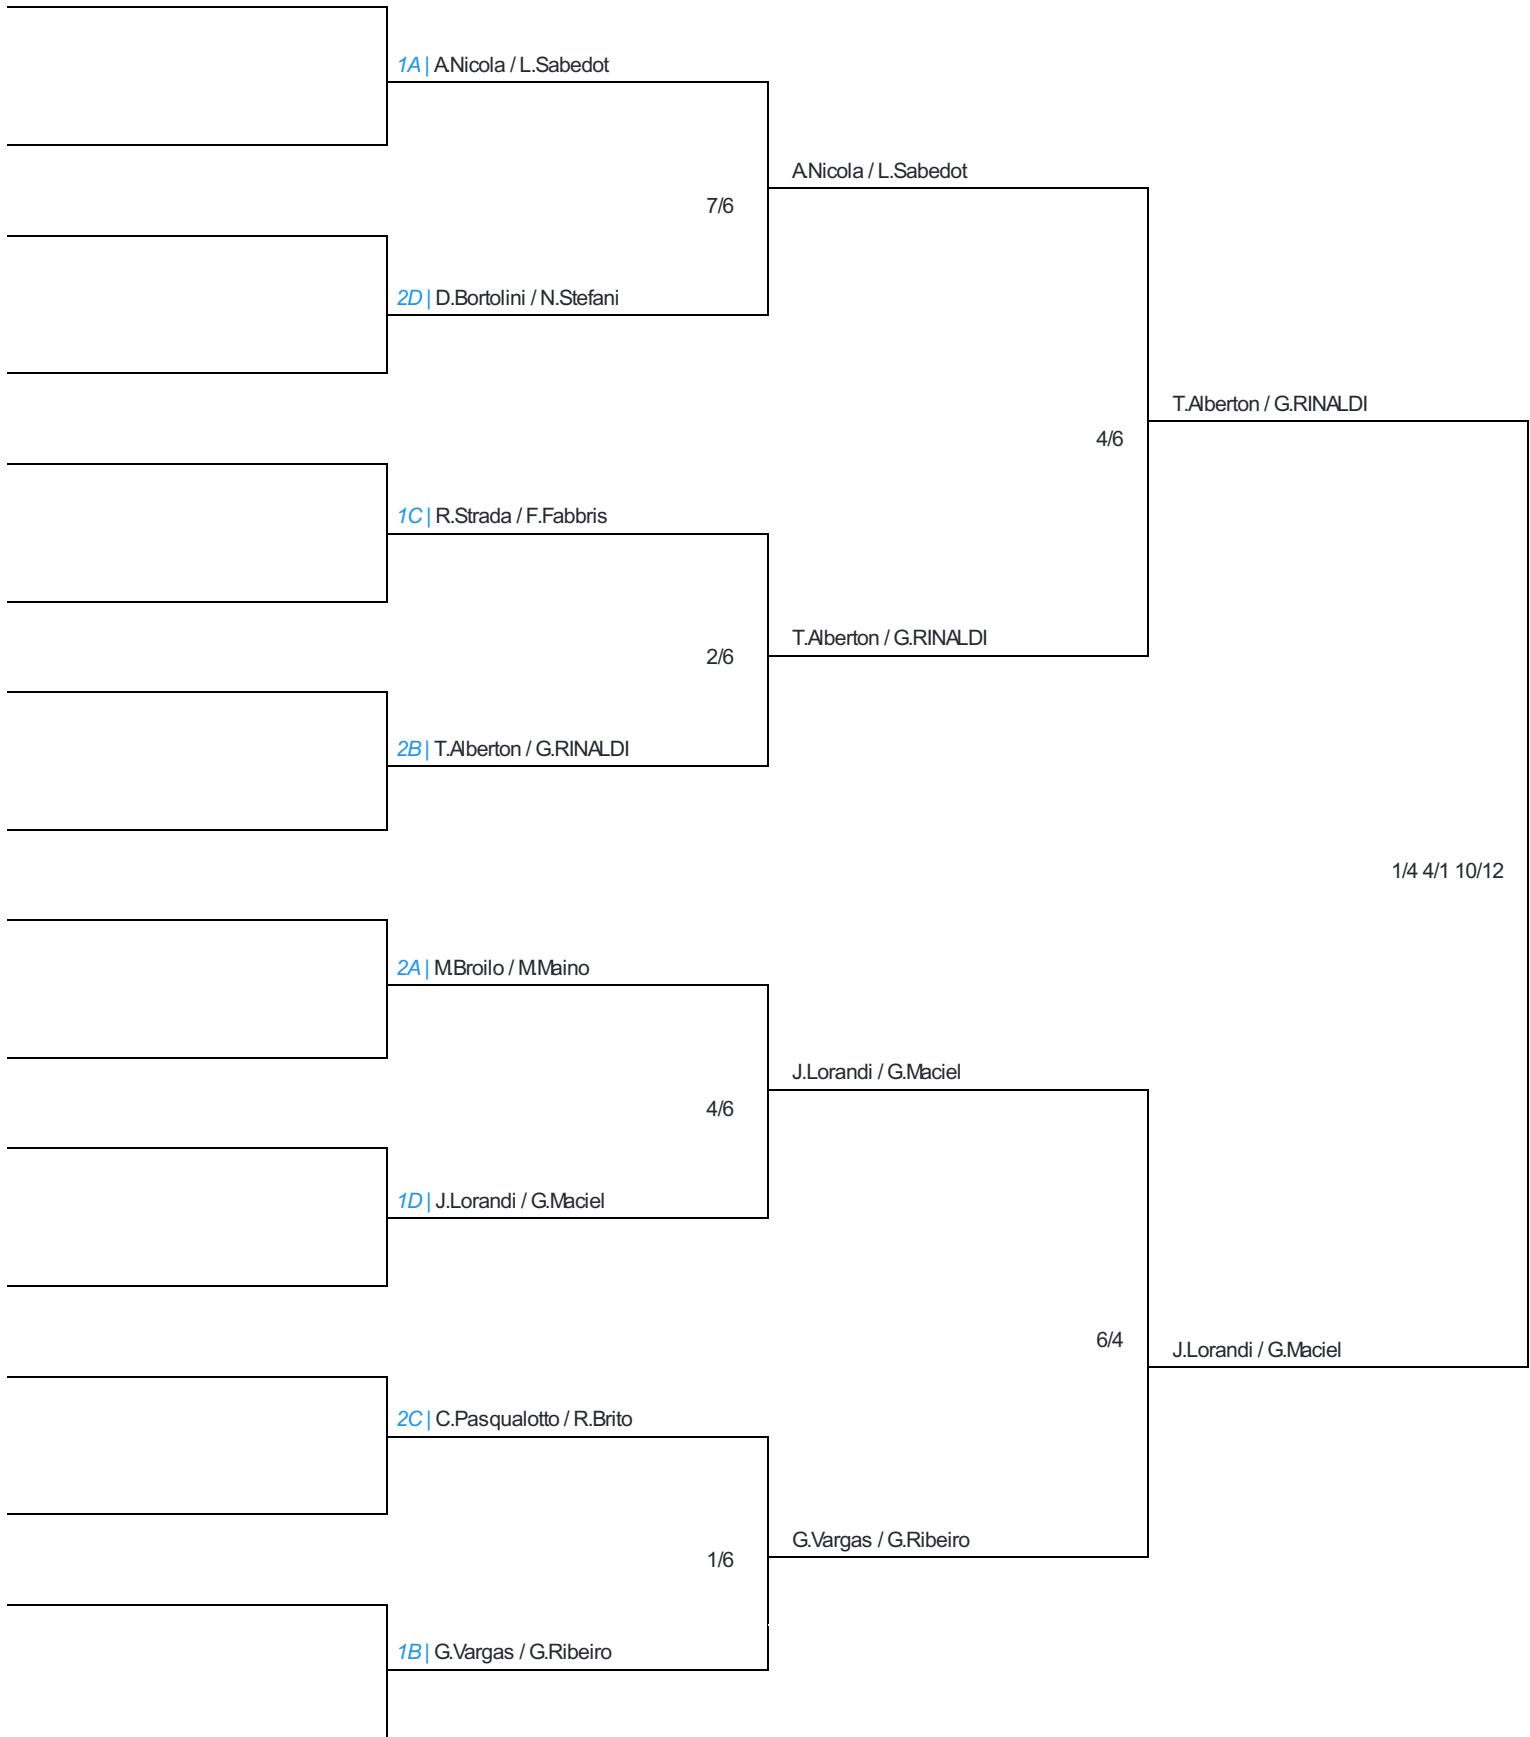 1A | A.Nicola / L.Sabedot
A.Nicola / L.Sabedot
7/6
2D | D.Bortolini / N.Stefani
T.Alberton / G.RINALDI
4/6
1C | R.Strada / F.Fabbris
T.Alberton / G.RINALDI
2/6
2B | T.Alberton / G.RINALDI
1/4 4/1 10/12
2A | M.Broilo / M.Maino
J.Lorandi / G.Maciel
4/6
1D | J.Lorandi / G.Maciel
6/4
J.Lorandi / G.Maciel
2C | C.Pasqualotto / R.Brito
G.Vargas / G.Ribeiro
1/6
1B | G.Vargas / G.Ribeiro